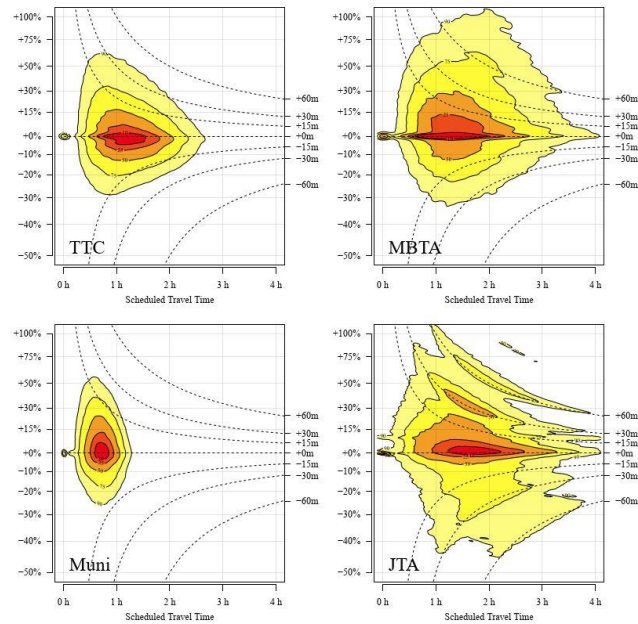 +100%
+75%
+50%
+30%
+15%
+0%
−10%
−20%
−30%
−40%
−50%
+60m
+30m
+15m
+0m
−15m
−30m
−60m
TTC
0 h 1 h 2 h 3 h 4 h
Scheduled Travel Time
+100%
+75%
+50%
+30%
+15%
+0%
−10%
−20%
−30%
−40%
−50%
+60m
+30m
+15m
+0m
−15m
−30m
−60m
MBTA
0 h 1 h 2 h 3 h 4 h
Scheduled Travel Time
+100%
+75%
+50%
+30%
+15%
+0%
−10%
−20%
−30%
−40%
−50%
+60m
+30m
+15m
+0m
−15m
−30m
−60m
Muni
0 h 1 h 2 h 3 h 4 h
Scheduled Travel Time
+100%
+75%
+50%
+30%
+15%
+0%
−10%
−20%
−30%
−40%
−50%
+60m
+30m
+15m
+0m
−15m
−30m
−60m
JTA
0 h 1 h 2 h 3 h 4 h
Scheduled Travel Time